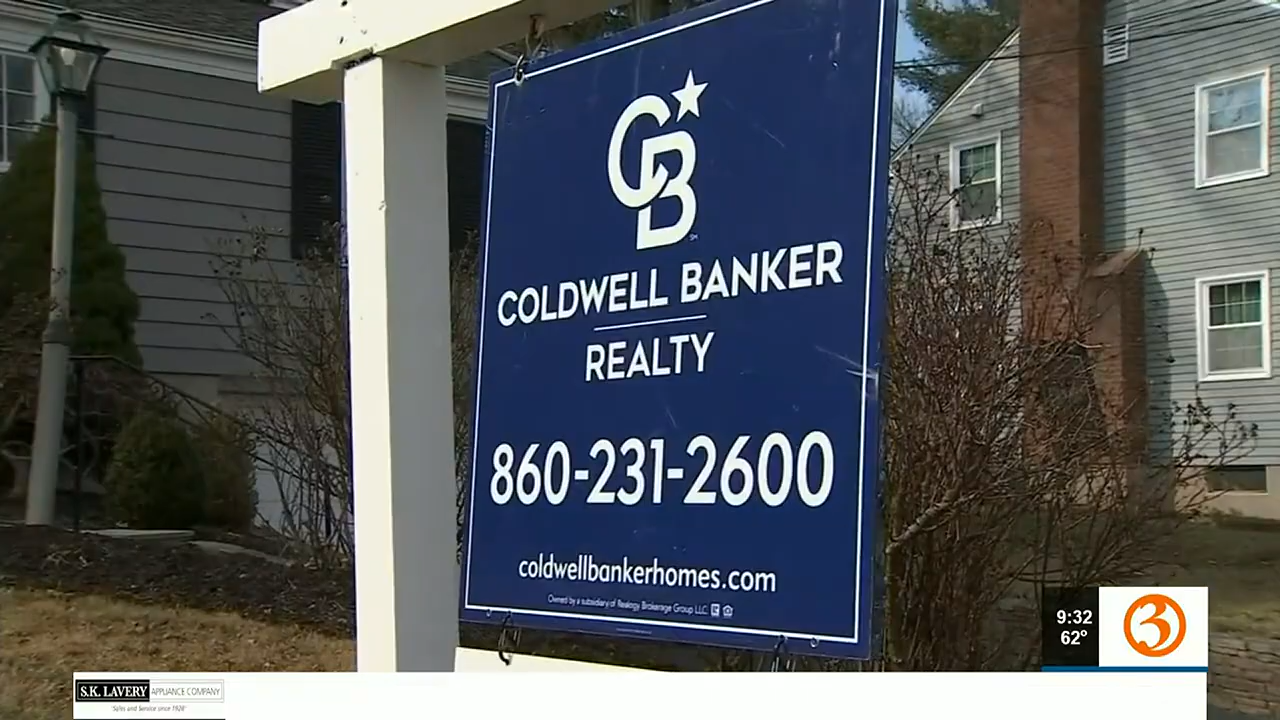 CB
COLDWELL BANKER
REALTY
860-231-2600
coldwellbankerhomes.com
Owned by a subsidiary of Realogy Brokerage Group LLC.
9:32
62°
3
S.K. LAVERY APPLIANCE COMPANY
"Sales and Service since 1928"